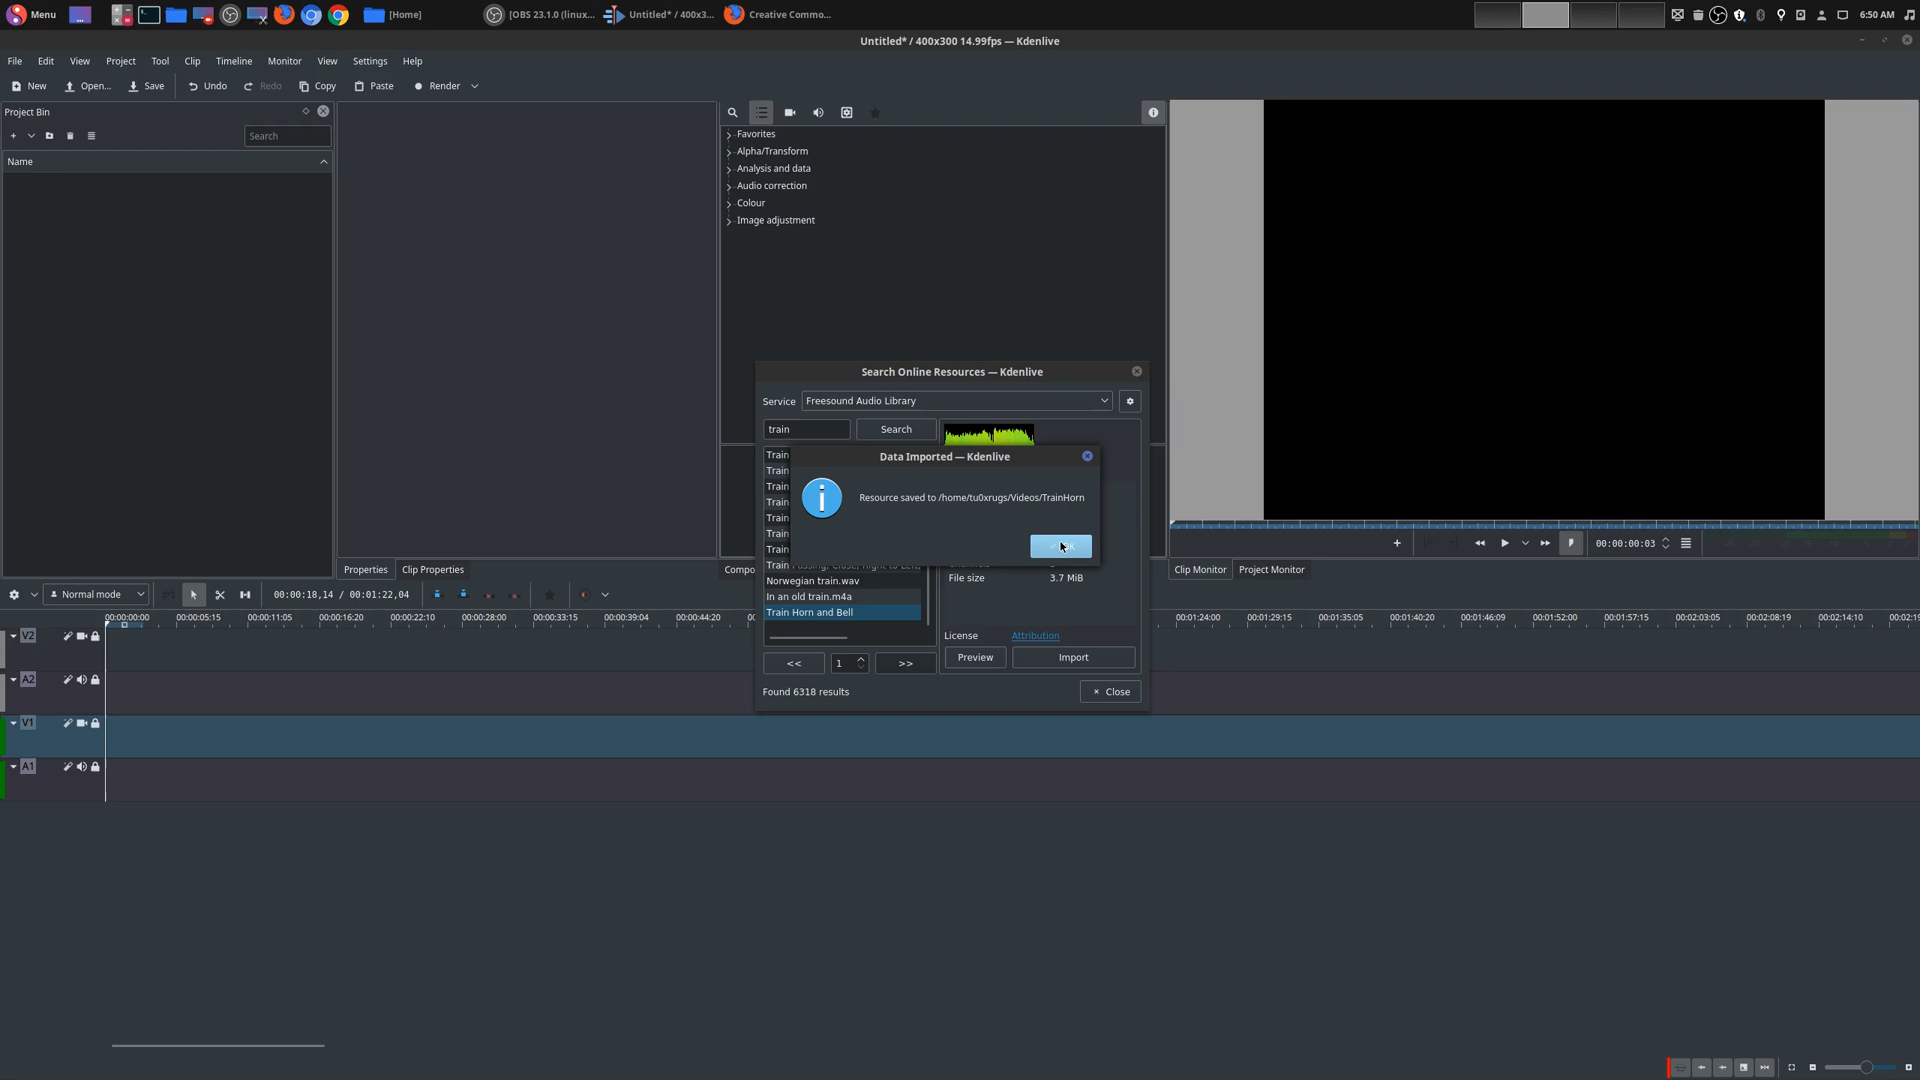 Menu [Home] [OBS 23.1.0 (linux... Untitled* / 400x3... Creative Commo... 6:50 AM
Untitled* / 400x300 14.99fps — Kdenlive
File Edit View Project Tool Clip Timeline Monitor View Settings Help
New Open... Save Undo Redo Copy Paste Render
Project Bin
Search
Name
Favorites
Alpha/Transform
Analysis and data
Audio correction
Colour
Image adjustment
Search Online Resources — Kdenlive
Service Freesound Audio Library
train Search
Data Imported — Kdenlive
Resource saved to /home/tu0xrugs/Videos/TrainHorn
Train
Train
Train
Train
Train
Train
Train
Train Passing, Close, Right to Left,
Norwegian train.wav
In an old train.m4a
Train Horn and Bell
File size 3.7 MiB
License Attribution
Preview Import
<< 1 >>
Found 6318 results
Close
00:00:00:03
Properties Clip Properties
Compo
Clip Monitor Project Monitor
Normal mode 00:00:18,14 / 00:01:22,04
00:00:00:00 00:00:05:15 00:00:11:05 00:00:16:20 00:00:22:10 00:00:28:00 00:00:33:15 00:00:39:04 00:00:44:20 00:01:24:00 00:01:29:15 00:01:35:05 00:01:40:20 00:01:46:09 00:01:52:00 00:01:57:15 00:02:03:05 00:02:08:19 00:02:14:10 00:02:19
V2
A2
V1
A1